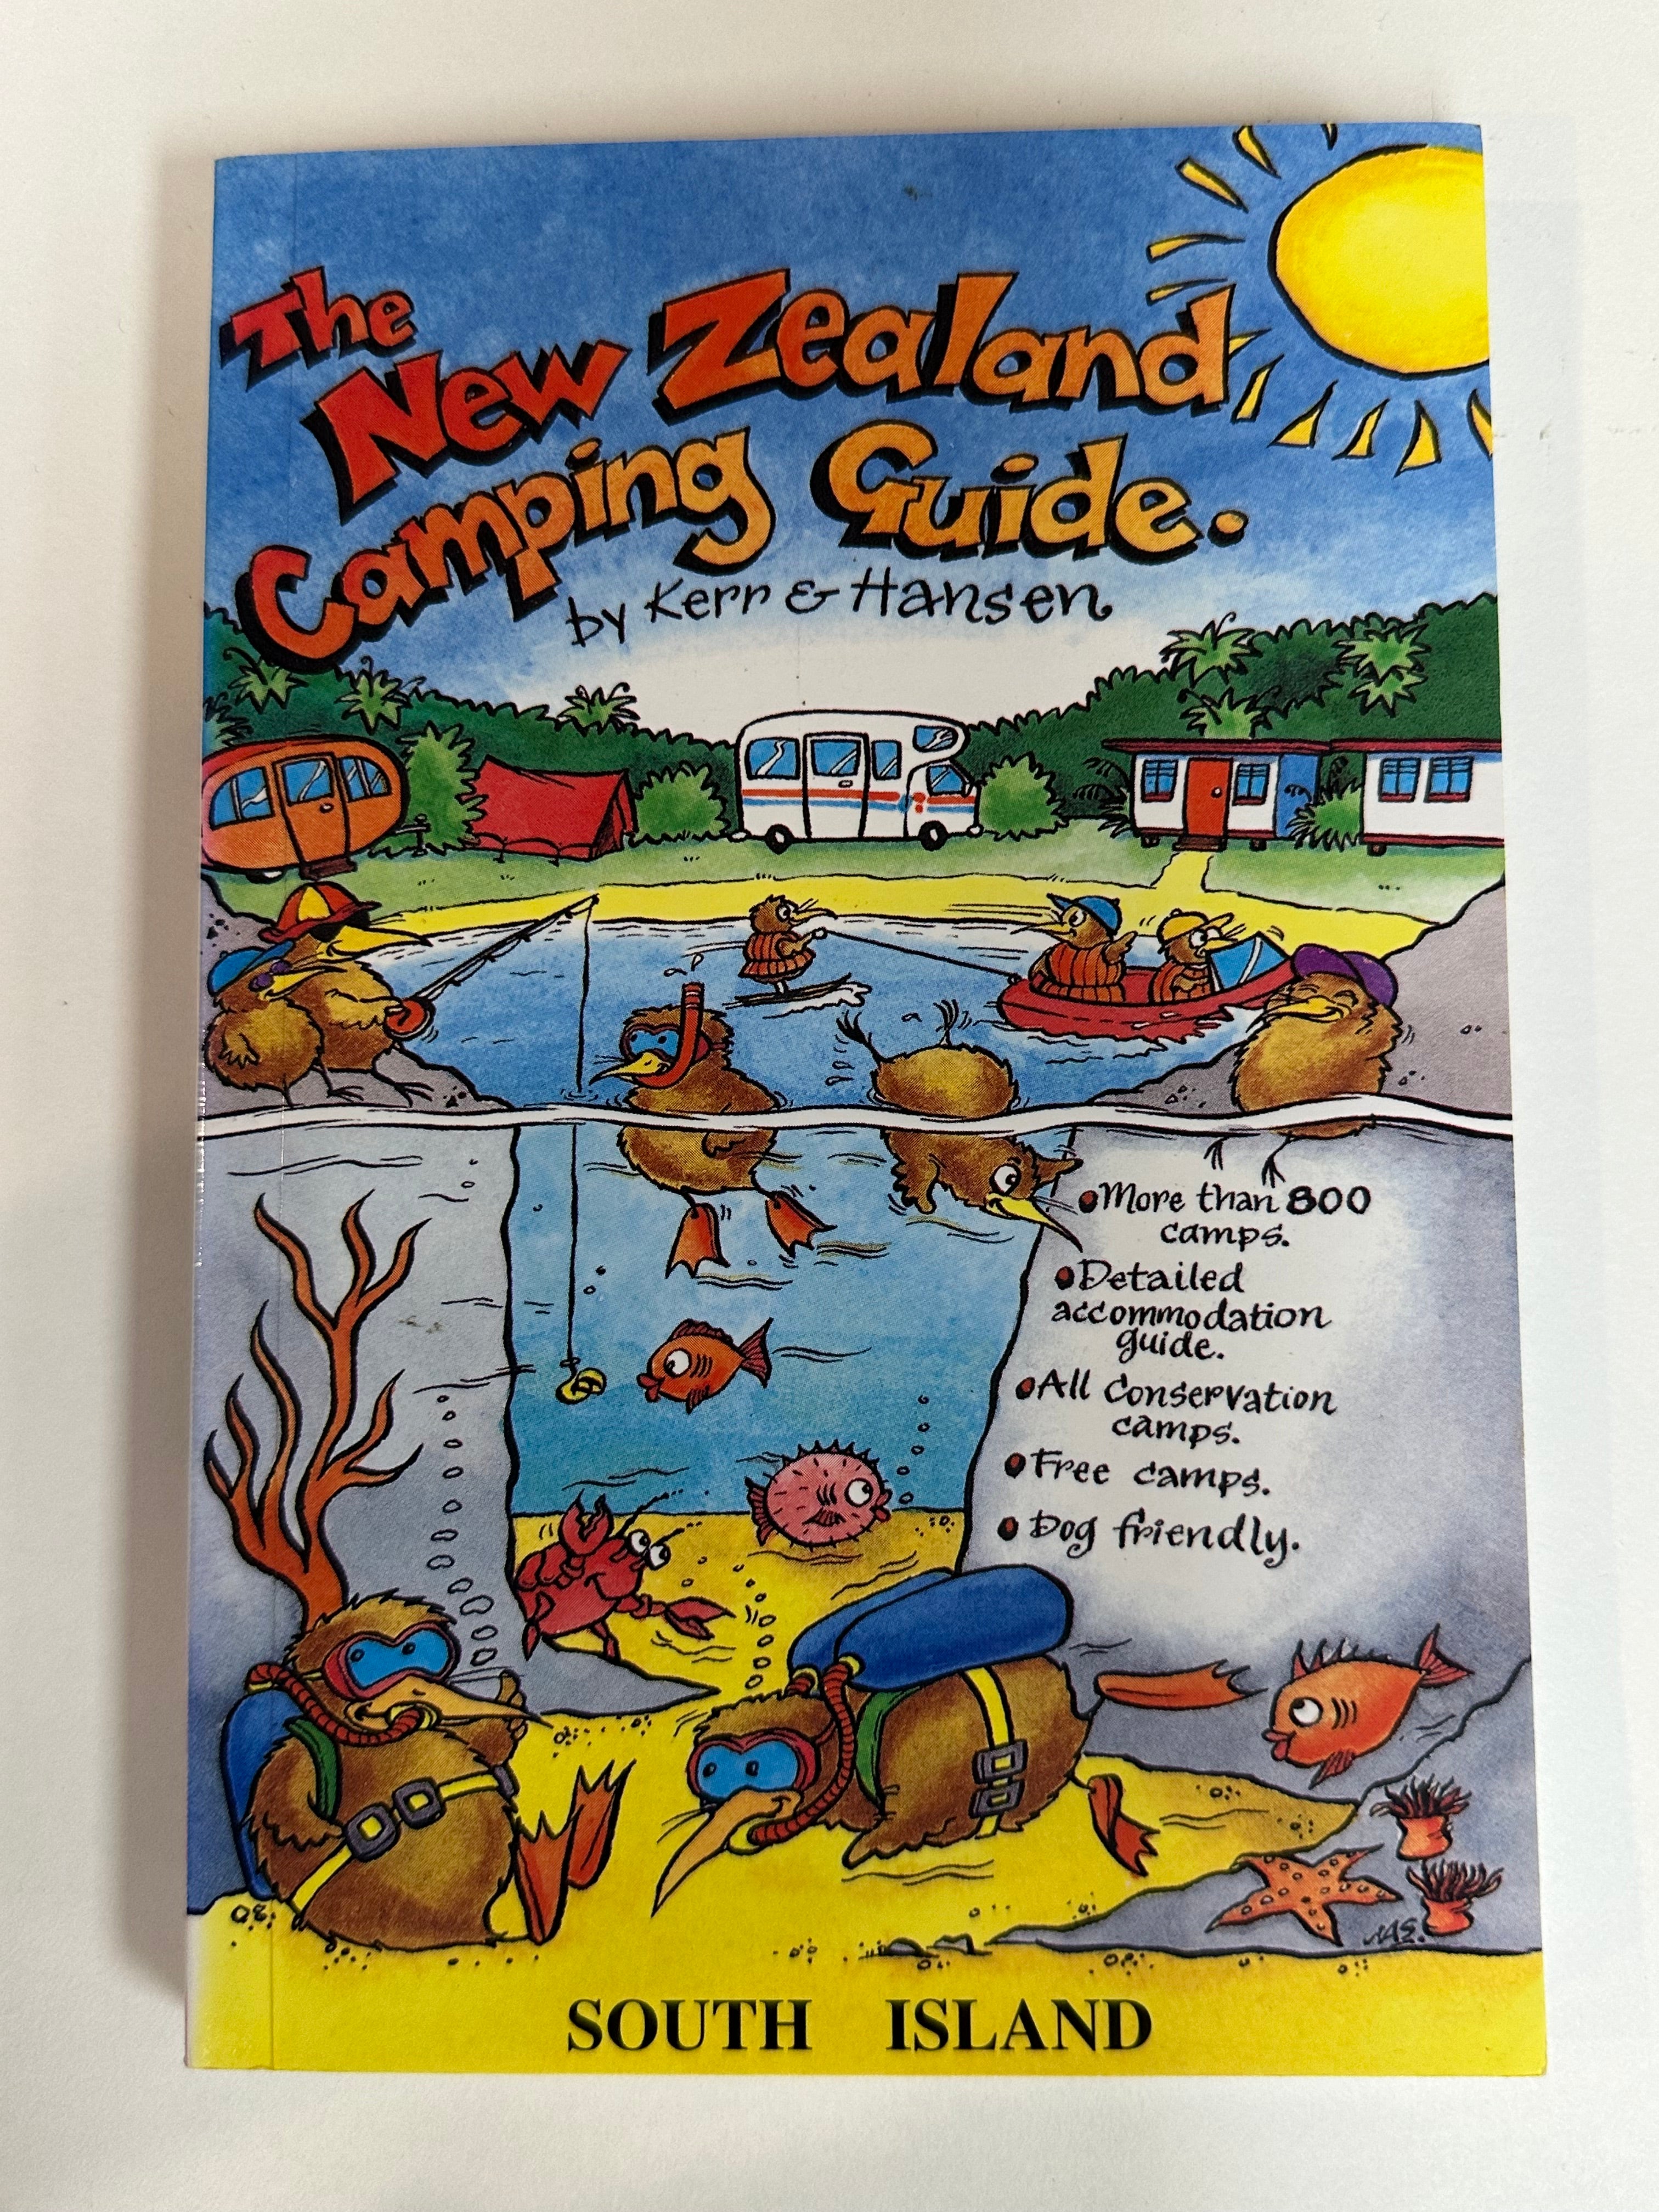 The
New Zealand
Camping Guide.
by Kerr & Hansen
•More than 800
camps.
•Detailed
accommodation
guide.
•All Conservation
camps.
•Free camps.
•Dog friendly.
SOUTH ISLAND